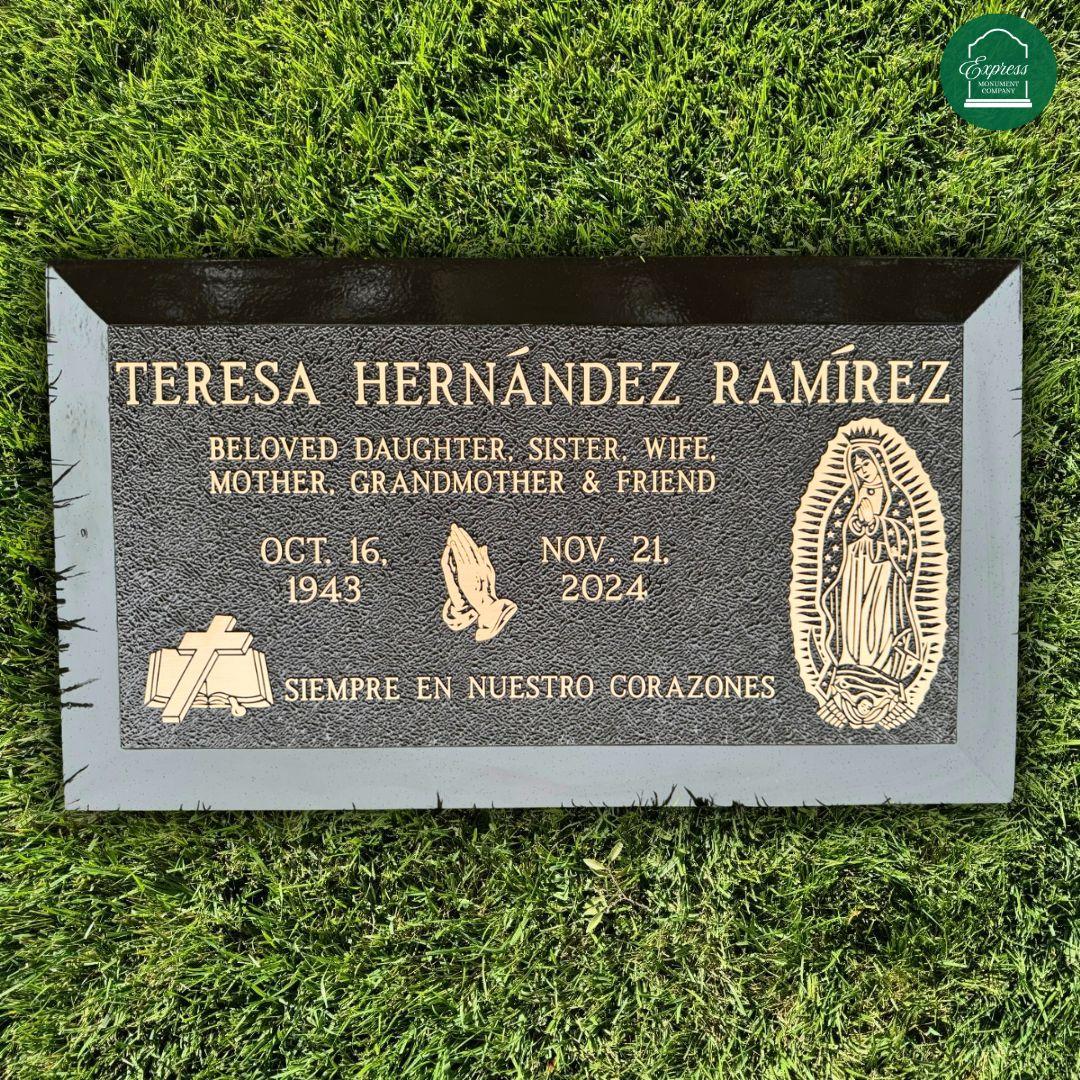 Express
MONUMENT
COMPANY
TERESA HERNÁNDEZ RAMÍREZ
BELOVED DAUGHTER, SISTER, WIFE,
MOTHER, GRANDMOTHER & FRIEND
OCT. 16,
1943
NOV. 21,
2024
SIEMPRE EN NUESTRO CORAZONES